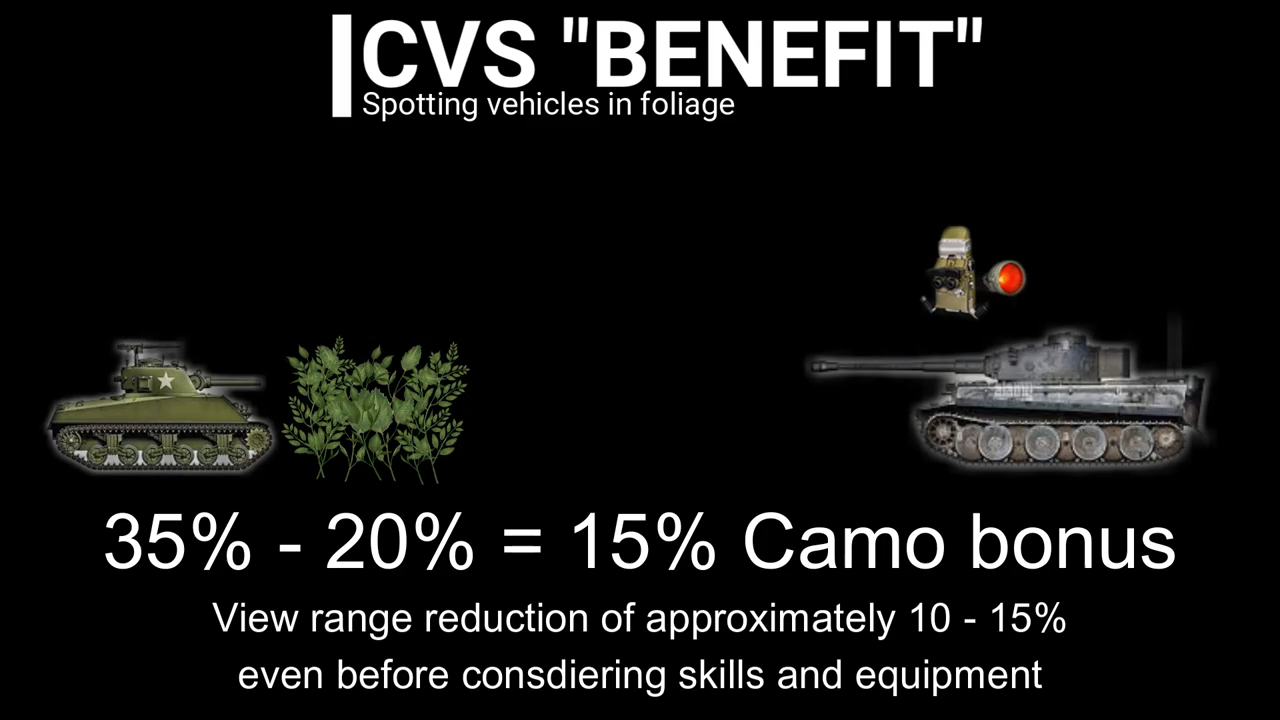 CVS "BENEFIT"
Spotting vehicles in foliage
35% - 20% = 15% Camo bonus
View range reduction of approximately 10 - 15%
even before consdiering skills and equipment